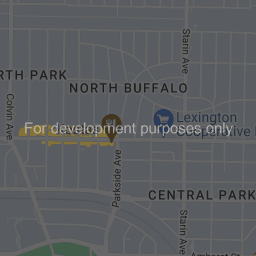 Starin Ave
RTH PARK
NORTH BUFFALO
Colvin Ave
Lexington
Cooperative
For development purposes only
Parkside Ave
CENTRAL PARK
Starin Ave
Amherst St